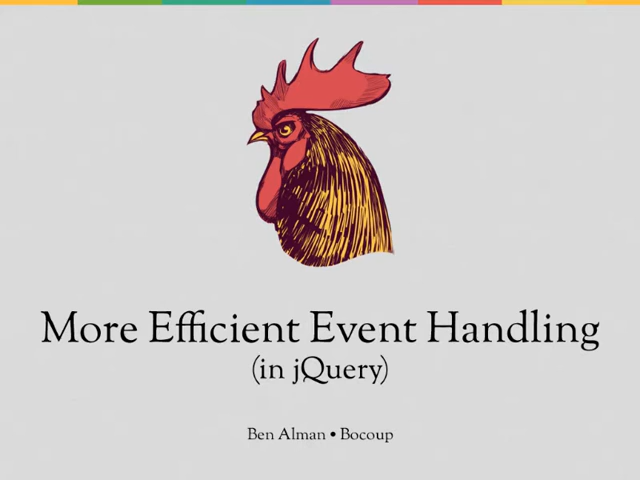 More Efficient Event Handling
(in jQuery)
Ben Alman • Bocoup